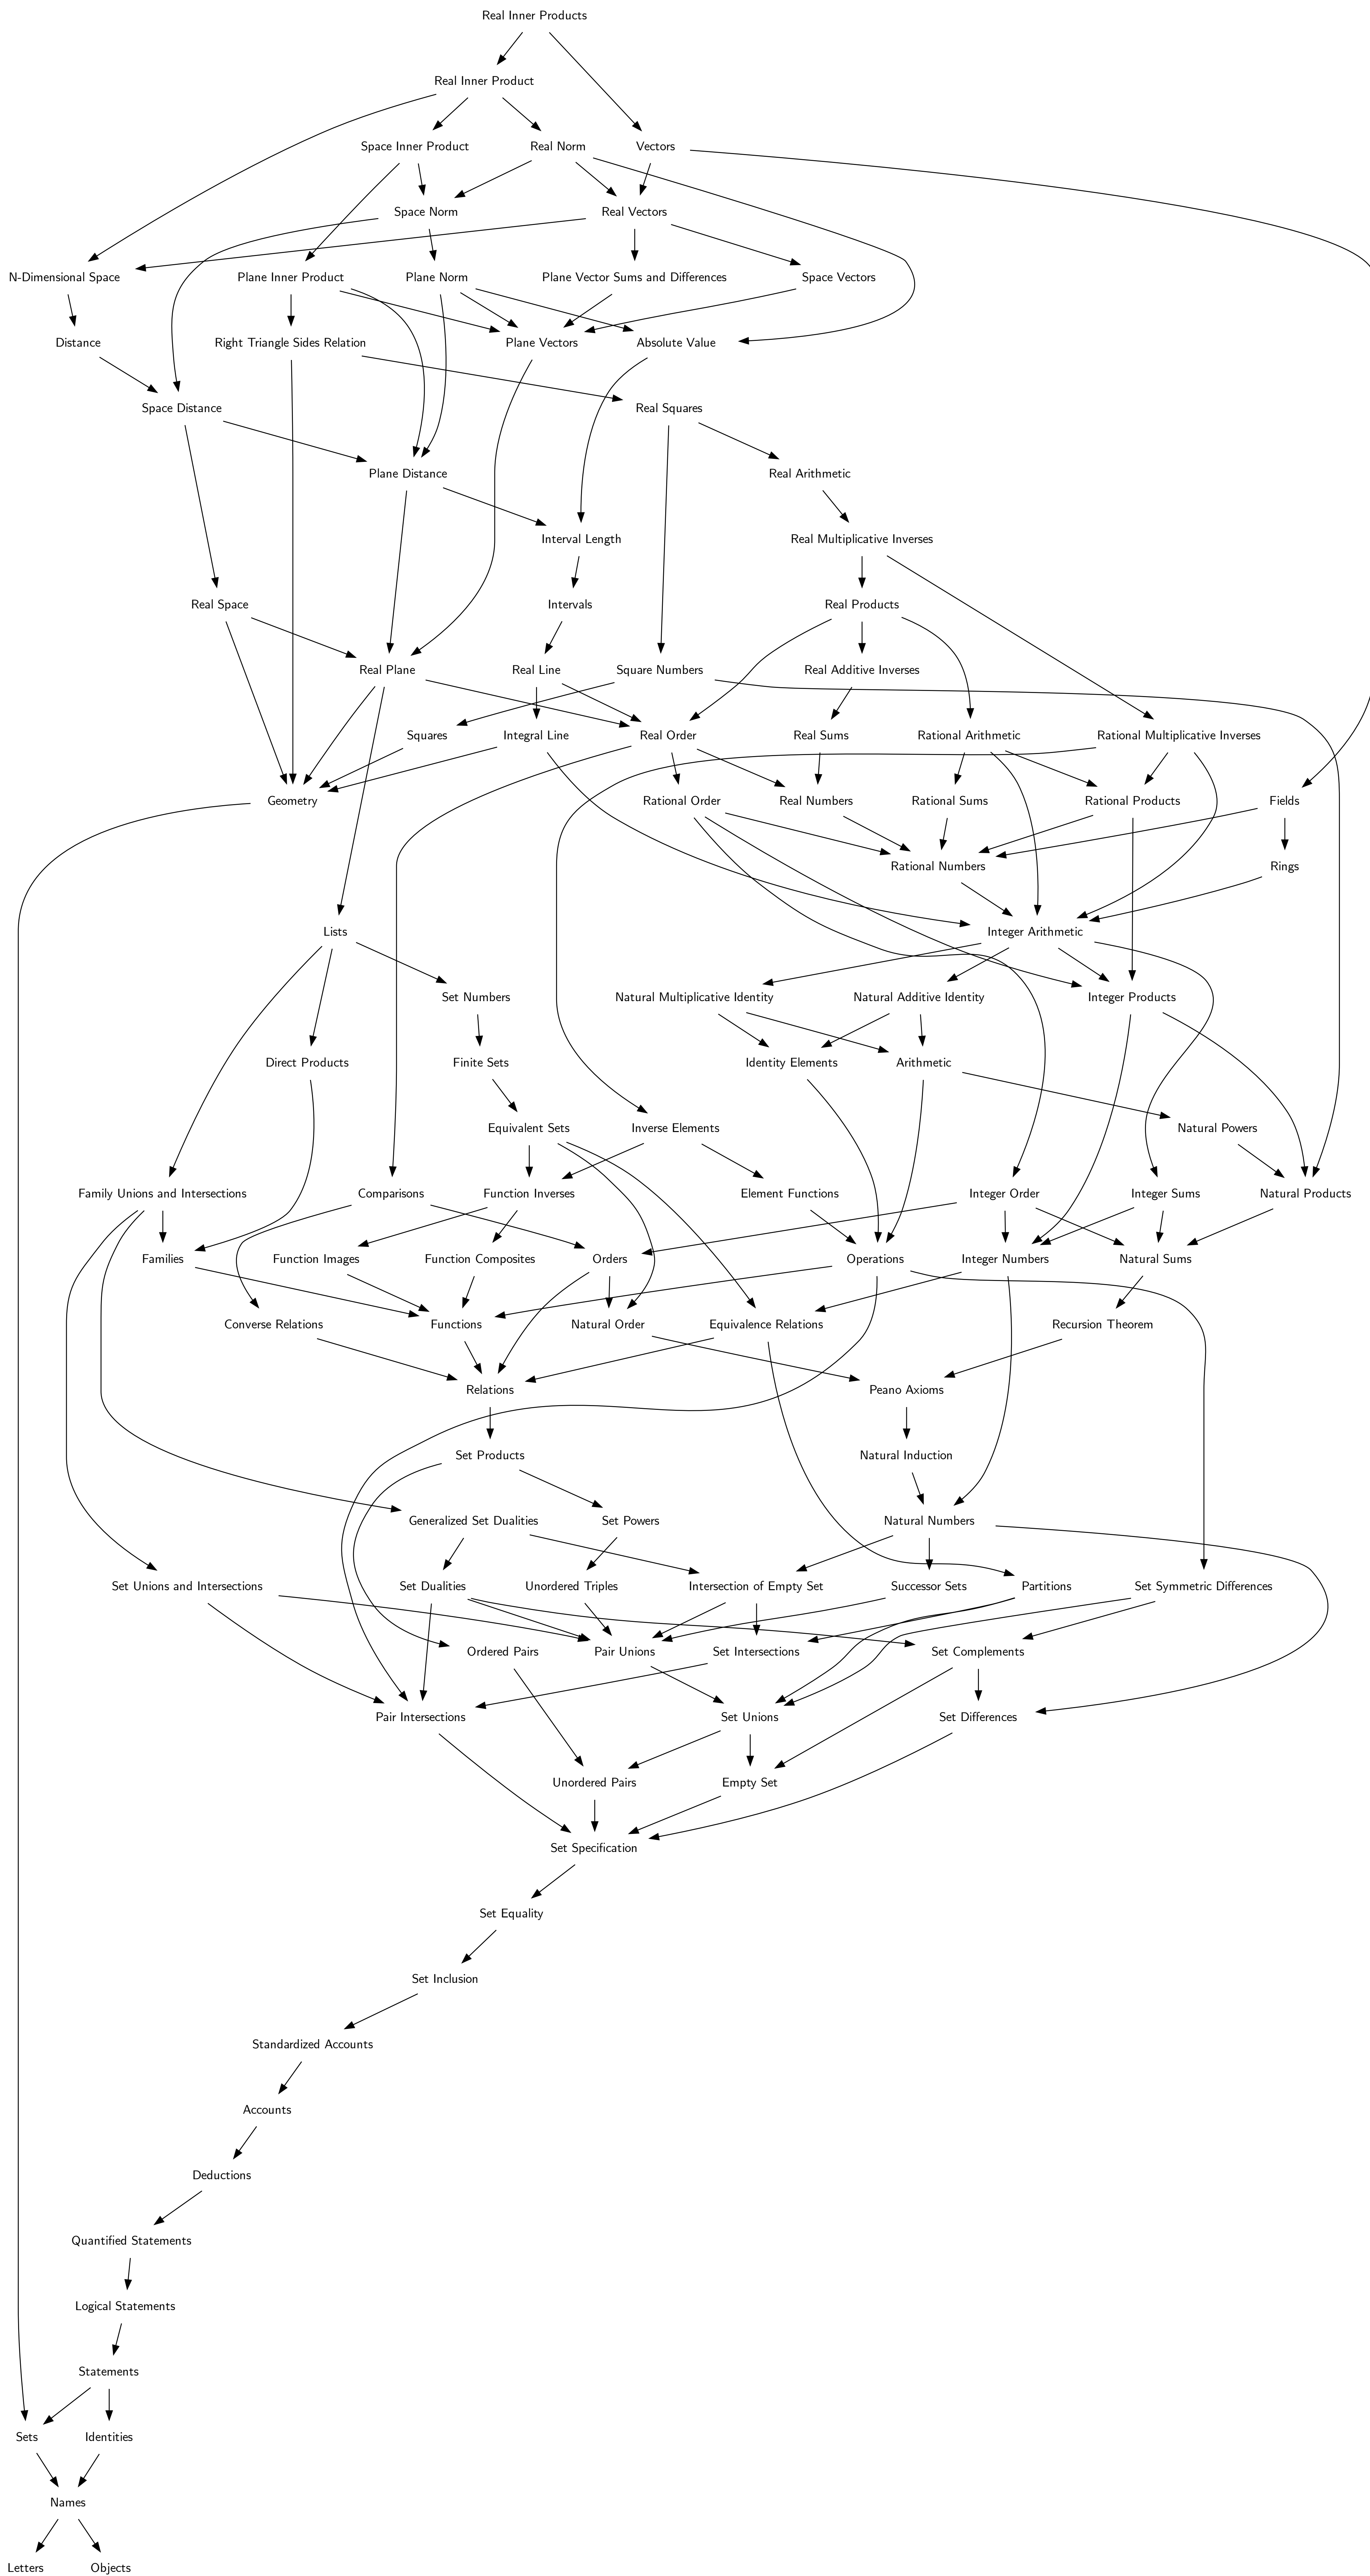 Real Inner Products
Real Inner Product
Space Inner Product
Real Norm
Vectors
Space Norm
Real Vectors
N-Dimensional Space
Plane Inner Product
Plane Norm
Plane Vector Sums and Differences
Space Vectors
Distance
Right Triangle Sides Relation
Plane Vectors
Absolute Value
Space Distance
Real Squares
Plane Distance
Real Arithmetic
Interval Length
Real Multiplicative Inverses
Real Space
Intervals
Real Products
Real Plane
Real Line
Square Numbers
Real Additive Inverses
Squares
Integral Line
Real Order
Real Sums
Rational Arithmetic
Rational Multiplicative Inverses
Geometry
Rational Order
Real Numbers
Rational Sums
Rational Products
Fields
Rational Numbers
Rings
Lists
Integer Arithmetic
Set Numbers
Natural Multiplicative Identity
Natural Additive Identity
Integer Products
Direct Products
Finite Sets
Identity Elements
Arithmetic
Equivalent Sets
Inverse Elements
Natural Powers
Family Unions and Intersections
Comparisons
Function Inverses
Element Functions
Integer Order
Integer Sums
Natural Products
Families
Function Images
Function Composites
Orders
Operations
Integer Numbers
Natural Sums
Converse Relations
Functions
Natural Order
Equivalence Relations
Recursion Theorem
Relations
Peano Axioms
Set Products
Natural Induction
Generalized Set Dualities
Set Powers
Natural Numbers
Set Unions and Intersections
Set Dualities
Unordered Triples
Intersection of Empty Set
Successor Sets
Partitions
Set Symmetric Differences
Ordered Pairs
Pair Unions
Set Intersections
Set Complements
Pair Intersections
Set Unions
Set Differences
Unordered Pairs
Empty Set
Set Specification
Set Equality
Set Inclusion
Standardized Accounts
Accounts
Deductions
Quantified Statements
Logical Statements
Statements
Sets
Identities
Names
Letters
Objects